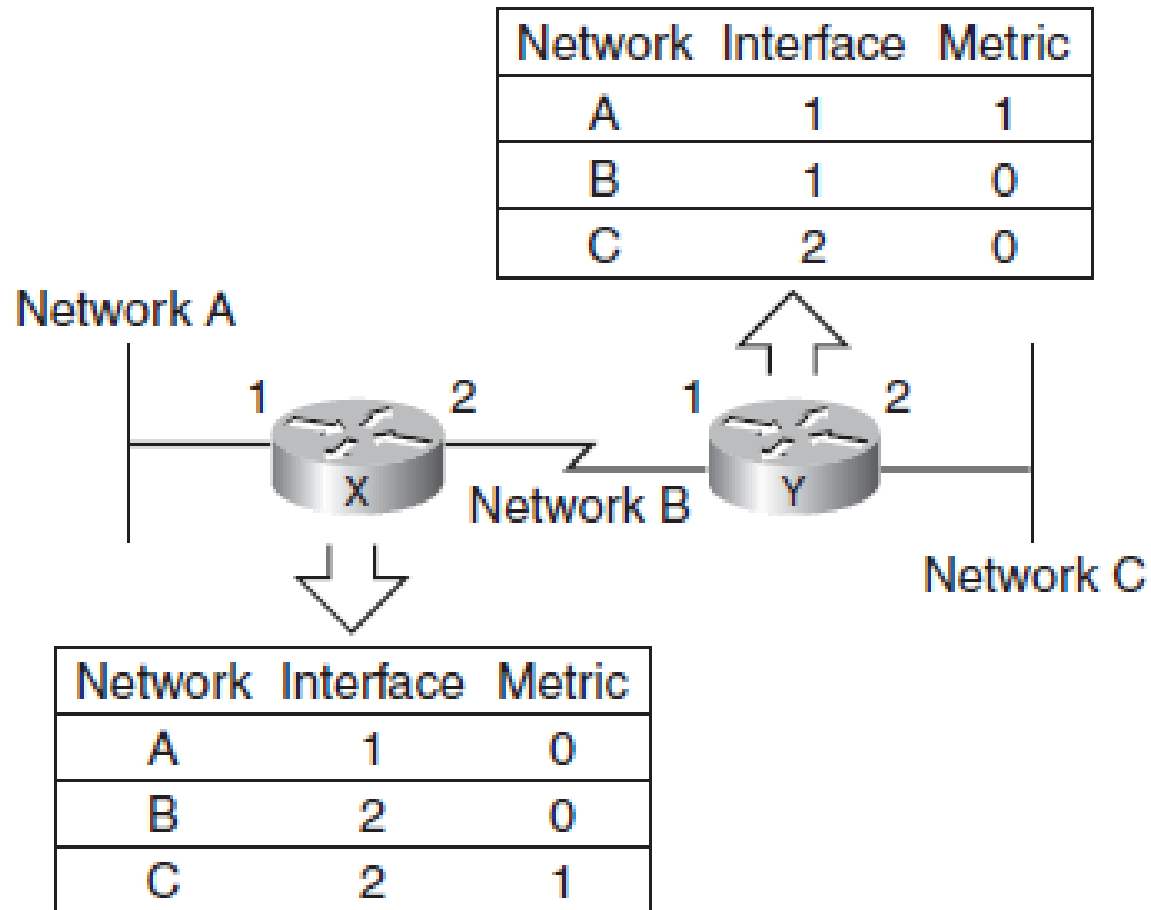 Network Interface Metric
A 1 1
B 1 0
C 2 0
Network A
1 2 1 2
X Network B Y
Network C
Network Interface Metric
A 1 0
B 2 0
C 2 1